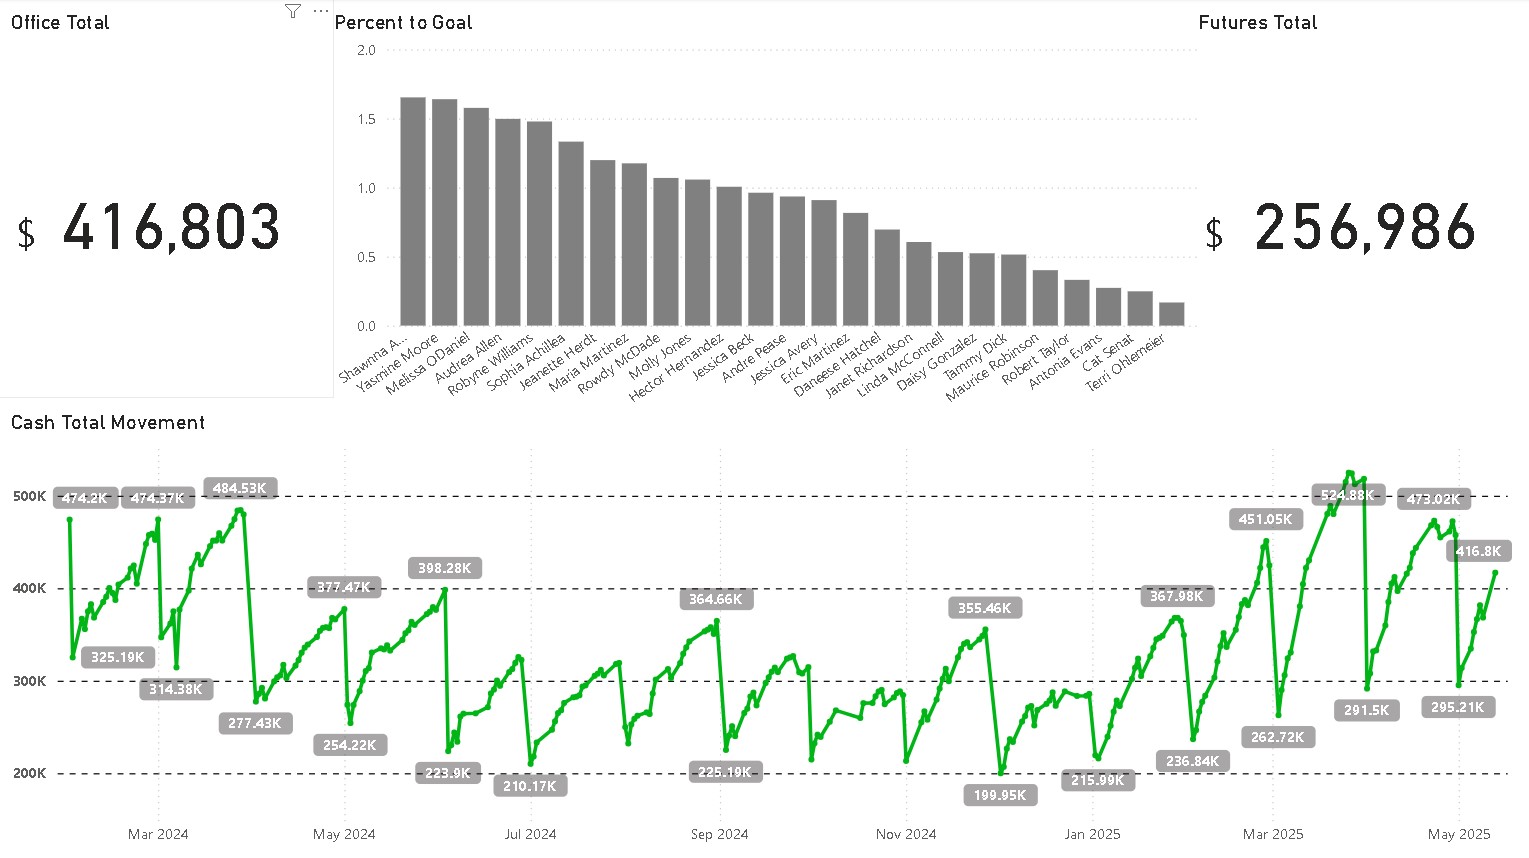 Office Total
$ 416,803
Percent to Goal
2.0
1.5
1.0
0.5
0.0
Shawnna A...
Yasmine Moore
Melissa ODaniel
Audrea Allen
Robyne Williams
Sophia Achillea
Jeanette Herdt
Maria Martinez
Rowdy McDade
Molly Jones
Hector Hernandez
Jessica Beck
Andre Pease
Jessica Avery
Eric Martinez
Daneese Hatchel
Janet Richardson
Linda McConnell
Daisy Gonzalez
Tammy Dick
Maurice Robinson
Robert Taylor
Antonia Evans
Cat Senat
Terri Ohlemeier
Futures Total
$ 256,986
Cash Total Movement
500K
400K
300K
200K
474.2K
325.19K
474.37K
314.38K
484.53K
277.43K
377.47K
254.22K
398.28K
223.9K
210.17K
364.66K
225.19K
355.46K
199.95K
215.99K
367.98K
236.84K
451.05K
262.72K
524.88K
291.5K
473.02K
295.21K
416.8K
Mar 2024
May 2024
Jul 2024
Sep 2024
Nov 2024
Jan 2025
Mar 2025
May 2025